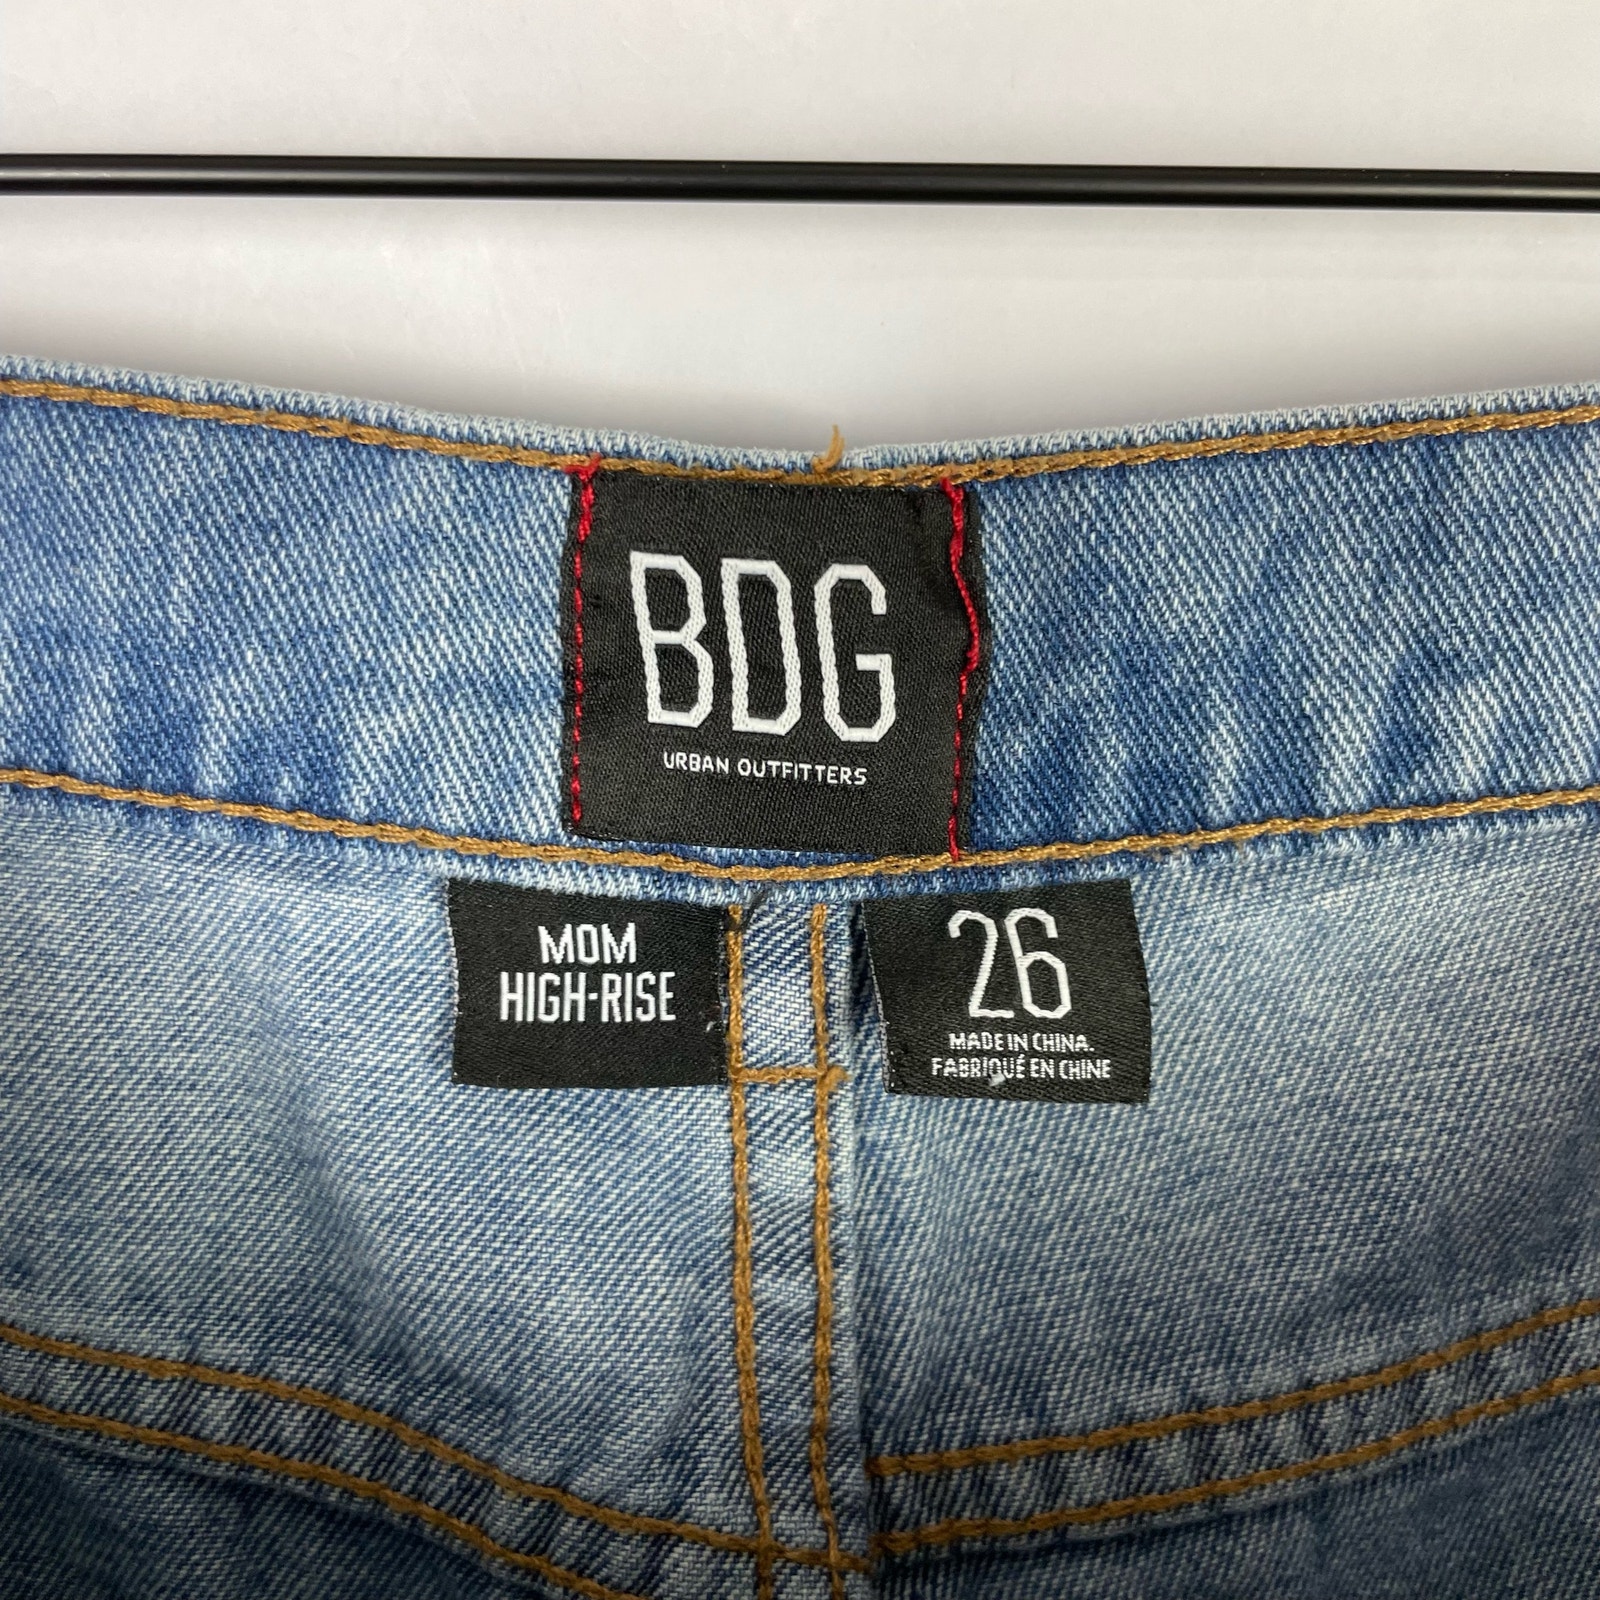 BDG
URBAN OUTFITTERS
MOM
HIGH-RISE
26
MADE IN CHINA.
FABRIQUÉ EN CHINE